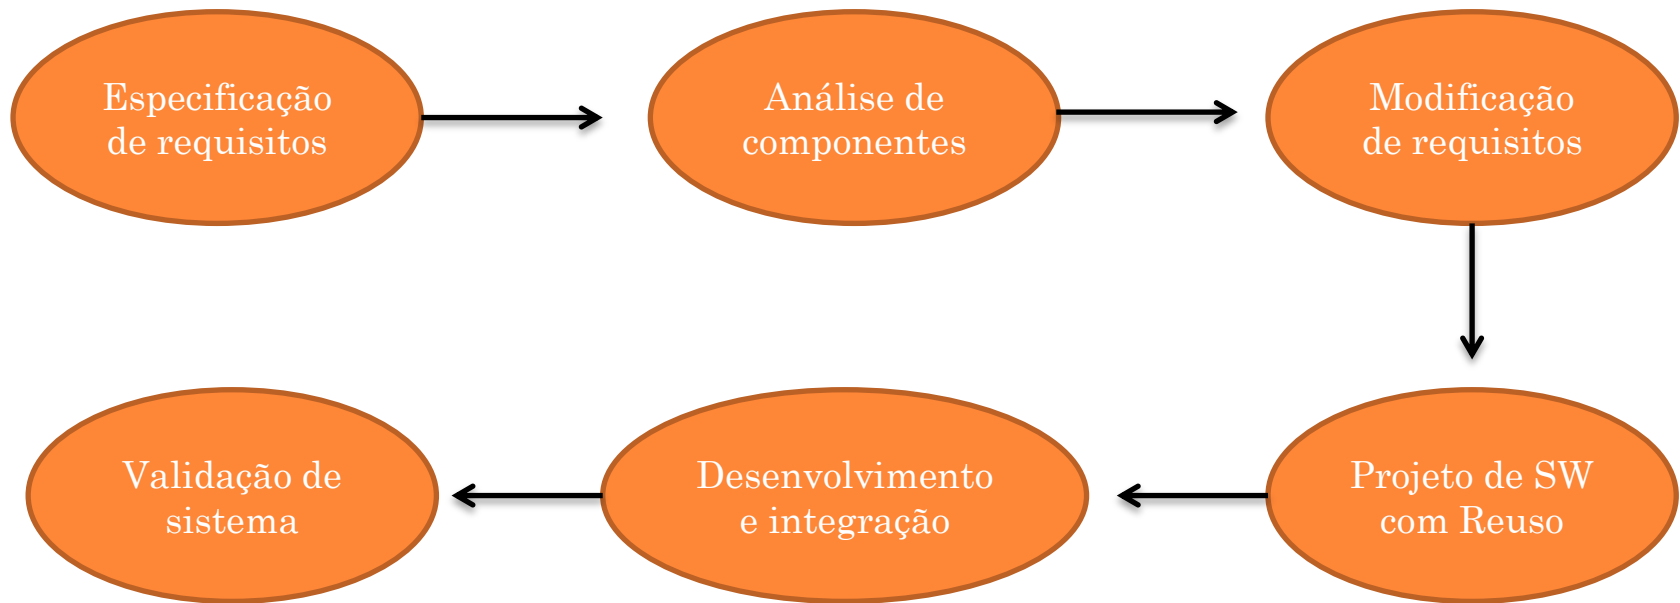 Especificação
de requisitos
Análise de
componentes
Modificação
de requisitos
Validação de
sistema
Desenvolvimento
e integração
Projeto de SW
com Reuso